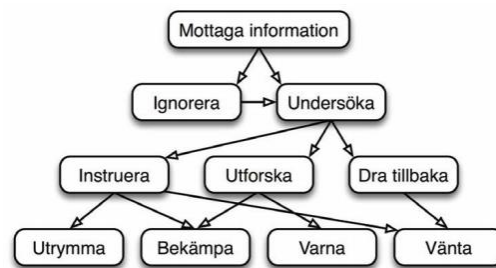 Mottaga information
Ignorera
Undersöka
Instruera
Utforska
Dra tillbaka
Utrymma
Bekämpa
Varna
Vänta